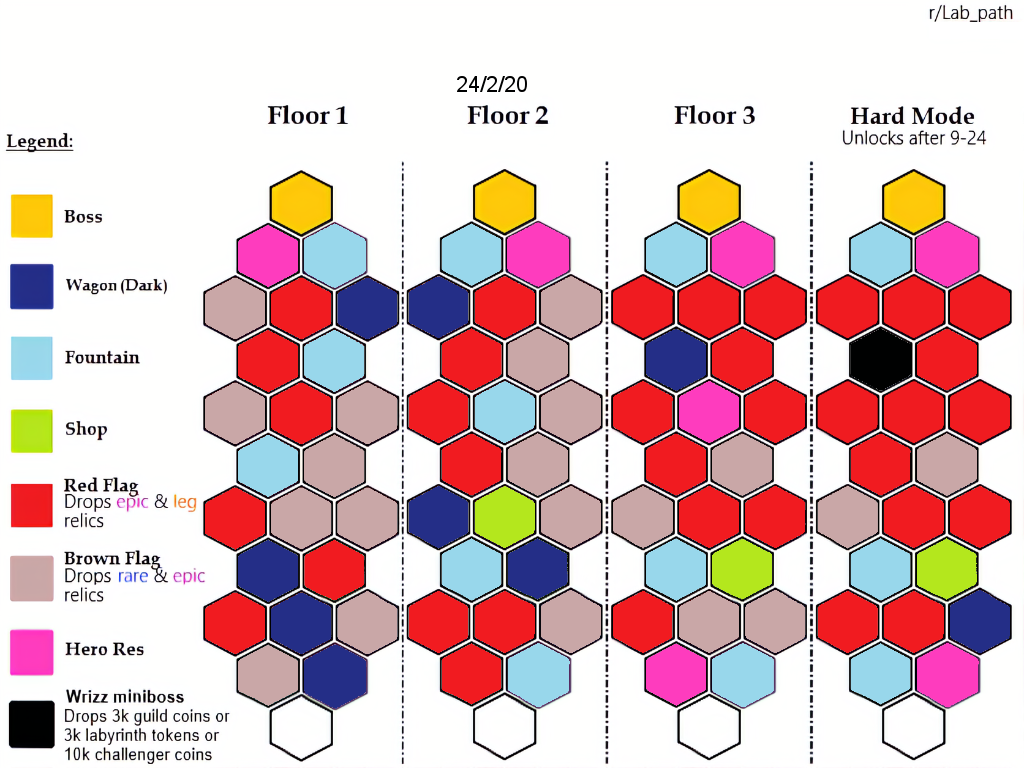 r/Lab_path
24/2/20
Floor 1
Floor 2
Floor 3
Hard Mode
Unlocks after 9-24
Legend:
Boss
Wagon (Dark)
Fountain
Shop
Red Flag
Drops epic & leg
relics
Brown Flag
Drops rare & epic
relics
Hero Res
Wrizz miniboss
Drops 3k guild coins or
3k labyrinth tokens or
10k challenger coins